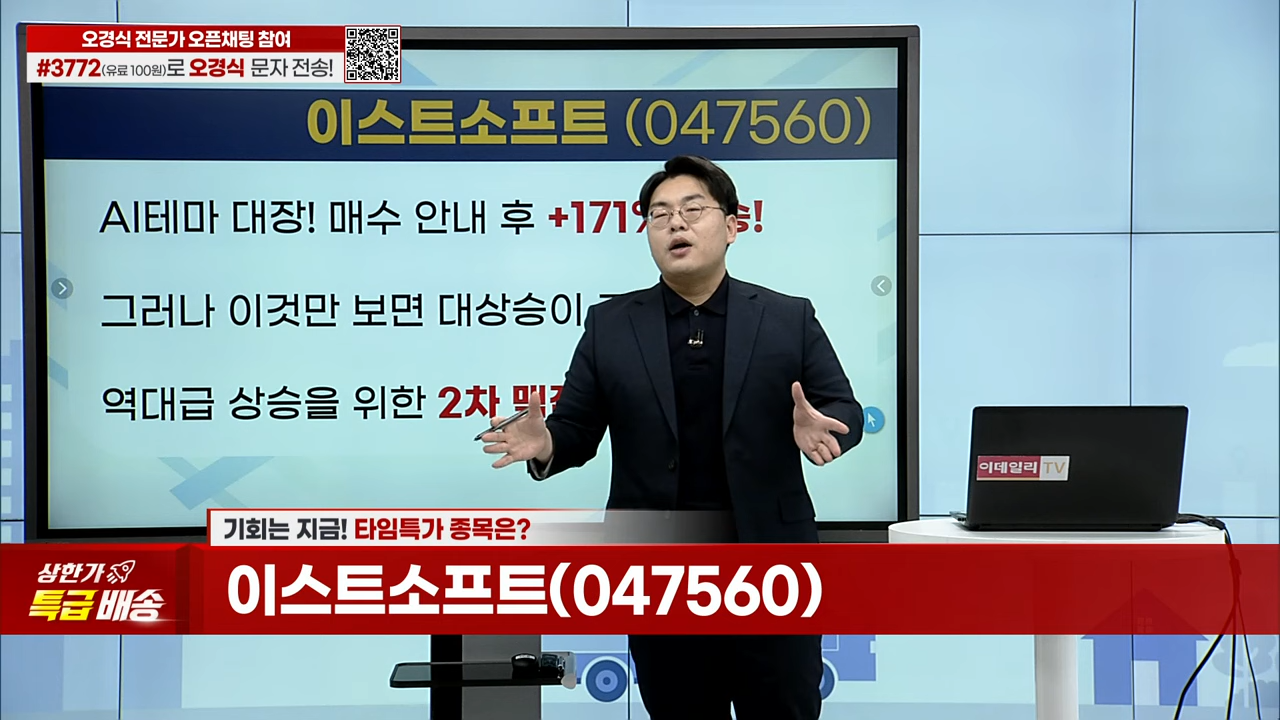 오경식 전문가 오픈채팅 참여
#3772(유료 100원)로 오경식 문자 전송!
이스트소프트 (047560)
AI테마 대장! 매수 안내 후 +171%
그러나 이것만 보면 대상승이
역대급 상승을 위한 2차
이데일리 TV
기회는 지금! 타임특가 종목은?
상한가
특급 배송
이스트소프트(047560)